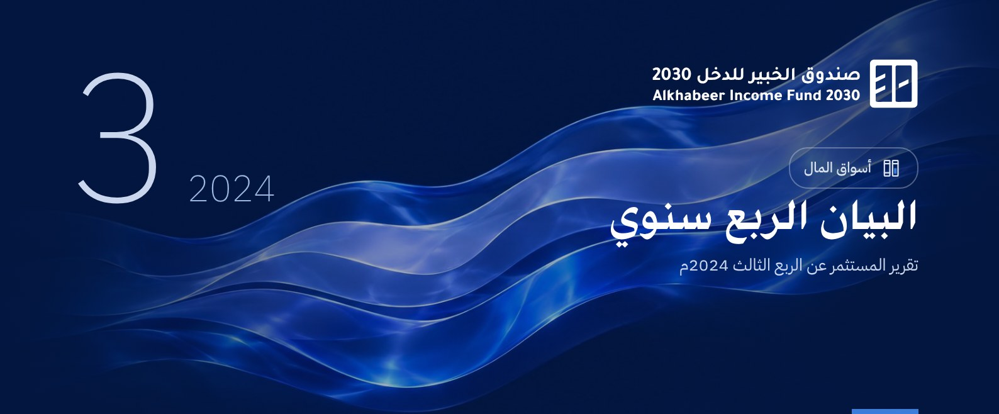 صندوق الخبير للدخل 2030
Alkhabeer Income Fund 2030
أسواق المال
البيان الربع سنوي
تقرير المستثمر عن الربع الثالث 2024م
3
2024